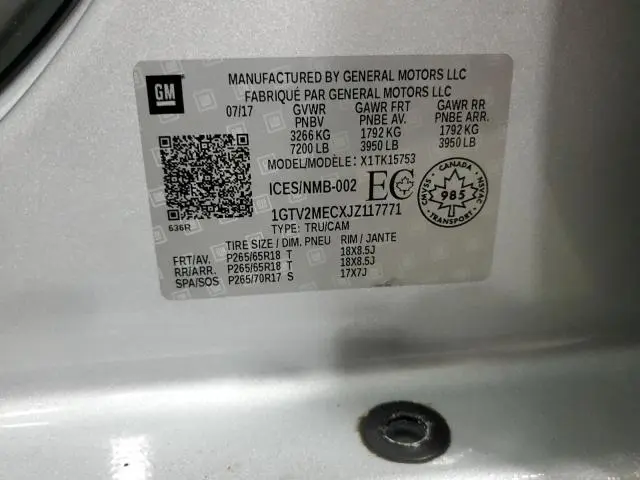 GM
MANUFACTURED BY GENERAL MOTORS LLC
FABRIQUÉ PAR GENERAL MOTORS LLC
07/17 GVWR GAWR FRT GAWR RR
PNBV PNBE AV. PNBE ARR.
3266 KG 1792 KG 1792 KG
7200 LB 3950 LB 3950 LB
MODEL/MODÈLE: X1TK15753
ICES/NMB-002 EC
CANADA
CMVSS NSVAC
985
TRANSPORT
1GTV2MECXJZ117771
636R TYPE: TRU/CAM
TIRE SIZE / DIM. PNEU RIM / JANTE
FRT/AV. P265/65R18 T 18X8.5J
RR/ARR. P265/65R18 T 18X8.5J
SPA/SOS. P265/70R17 S 17X7J